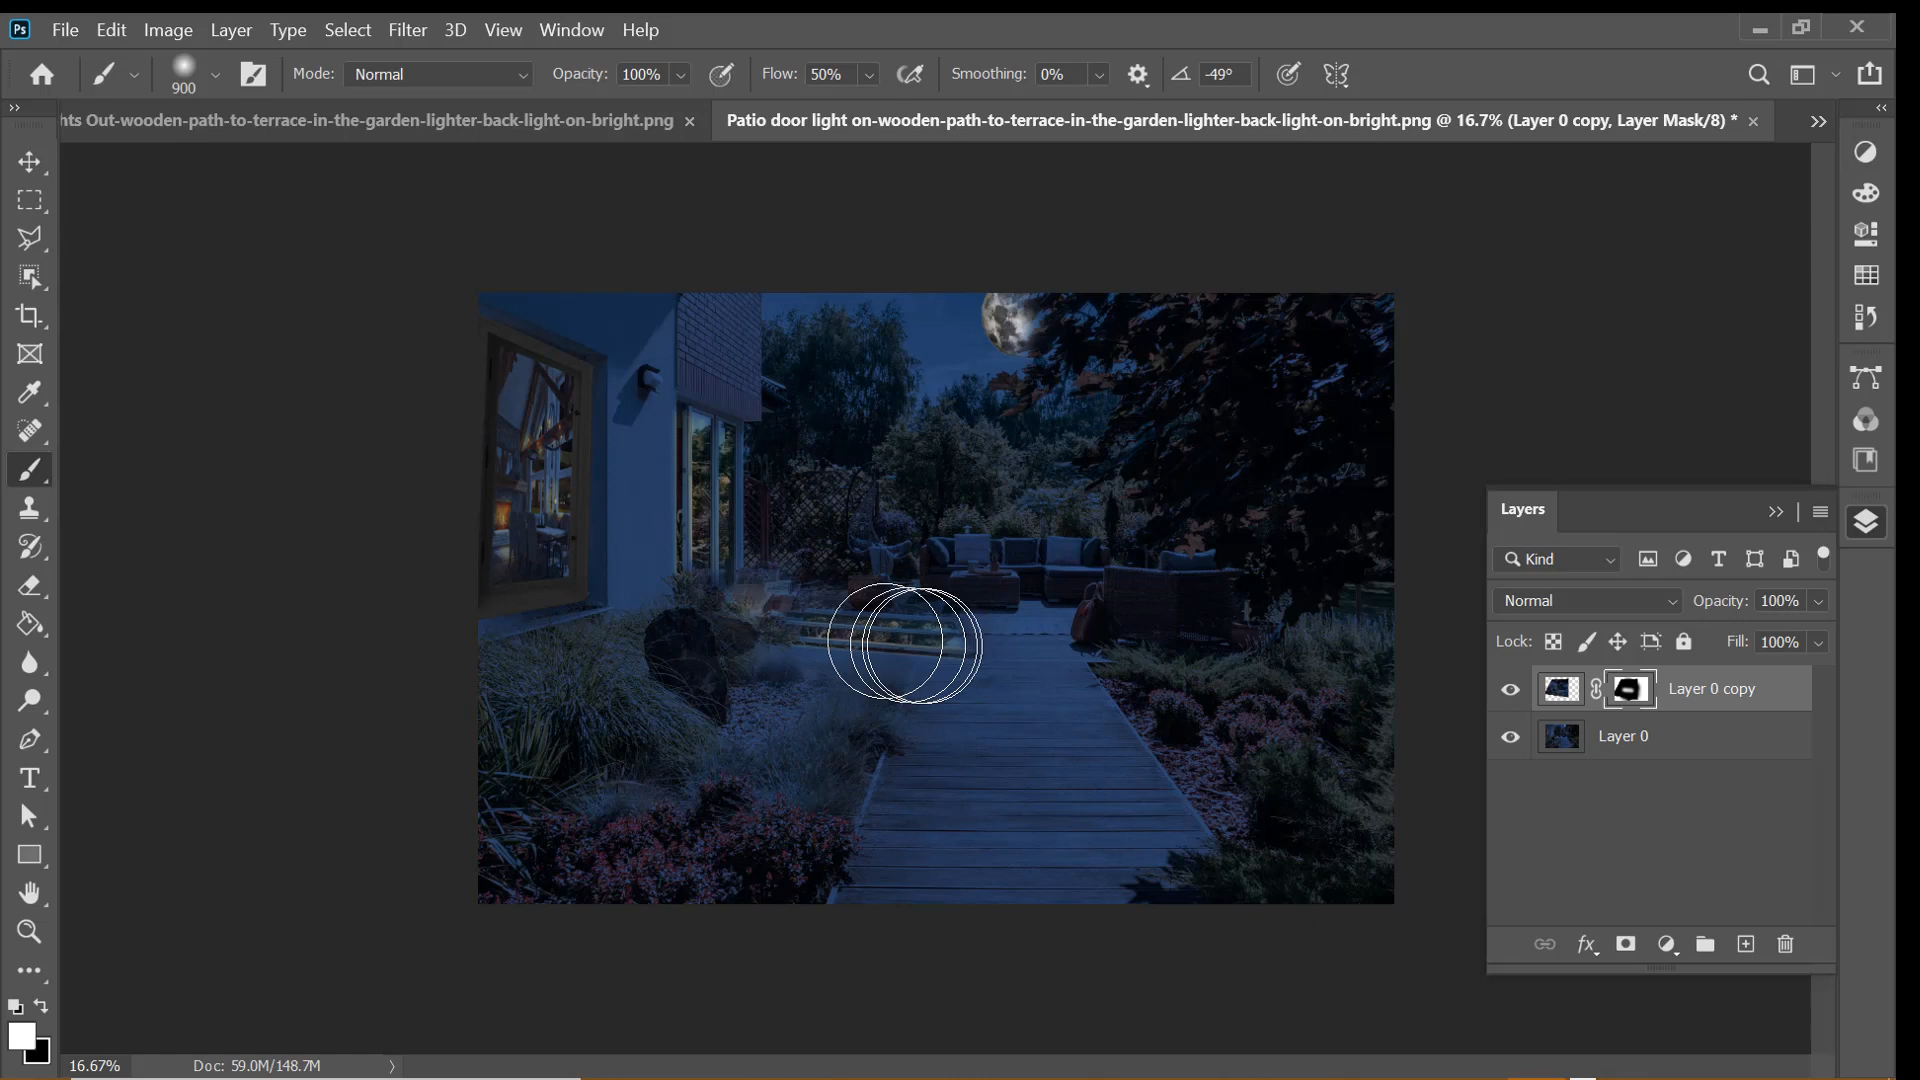 Ps File Edit Image Layer Type Select Filter 3D View Window Help
900 Mode: Normal Opacity: 100% Flow: 50% Smoothing: 0% -49°
hts Out-wooden-path-to-terrace-in-the-garden-lighter-back-light-on-bright.png Patio door light on-wooden-path-to-terrace-in-the-garden-lighter-back-light-on-bright.png @ 16.7% (Layer 0 copy, Layer Mask/8) *
Layers
Kind
Normal Opacity: 100%
Lock: Fill: 100%
Layer 0 copy
Layer 0
fx
16.67% Doc: 59.0M/148.7M